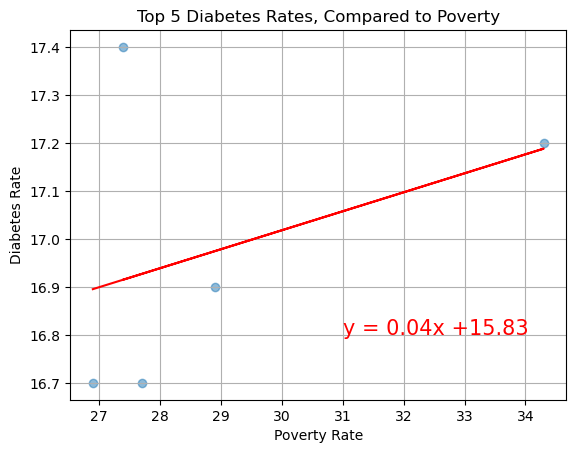 Top 5 Diabetes Rates, Compared to Poverty
17.4
17.3
17.2
17.1
17.0
16.9
16.8
16.7
Diabetes Rate
y = 0.04x +15.83
27 28 29 30 31 32 33 34
Poverty Rate